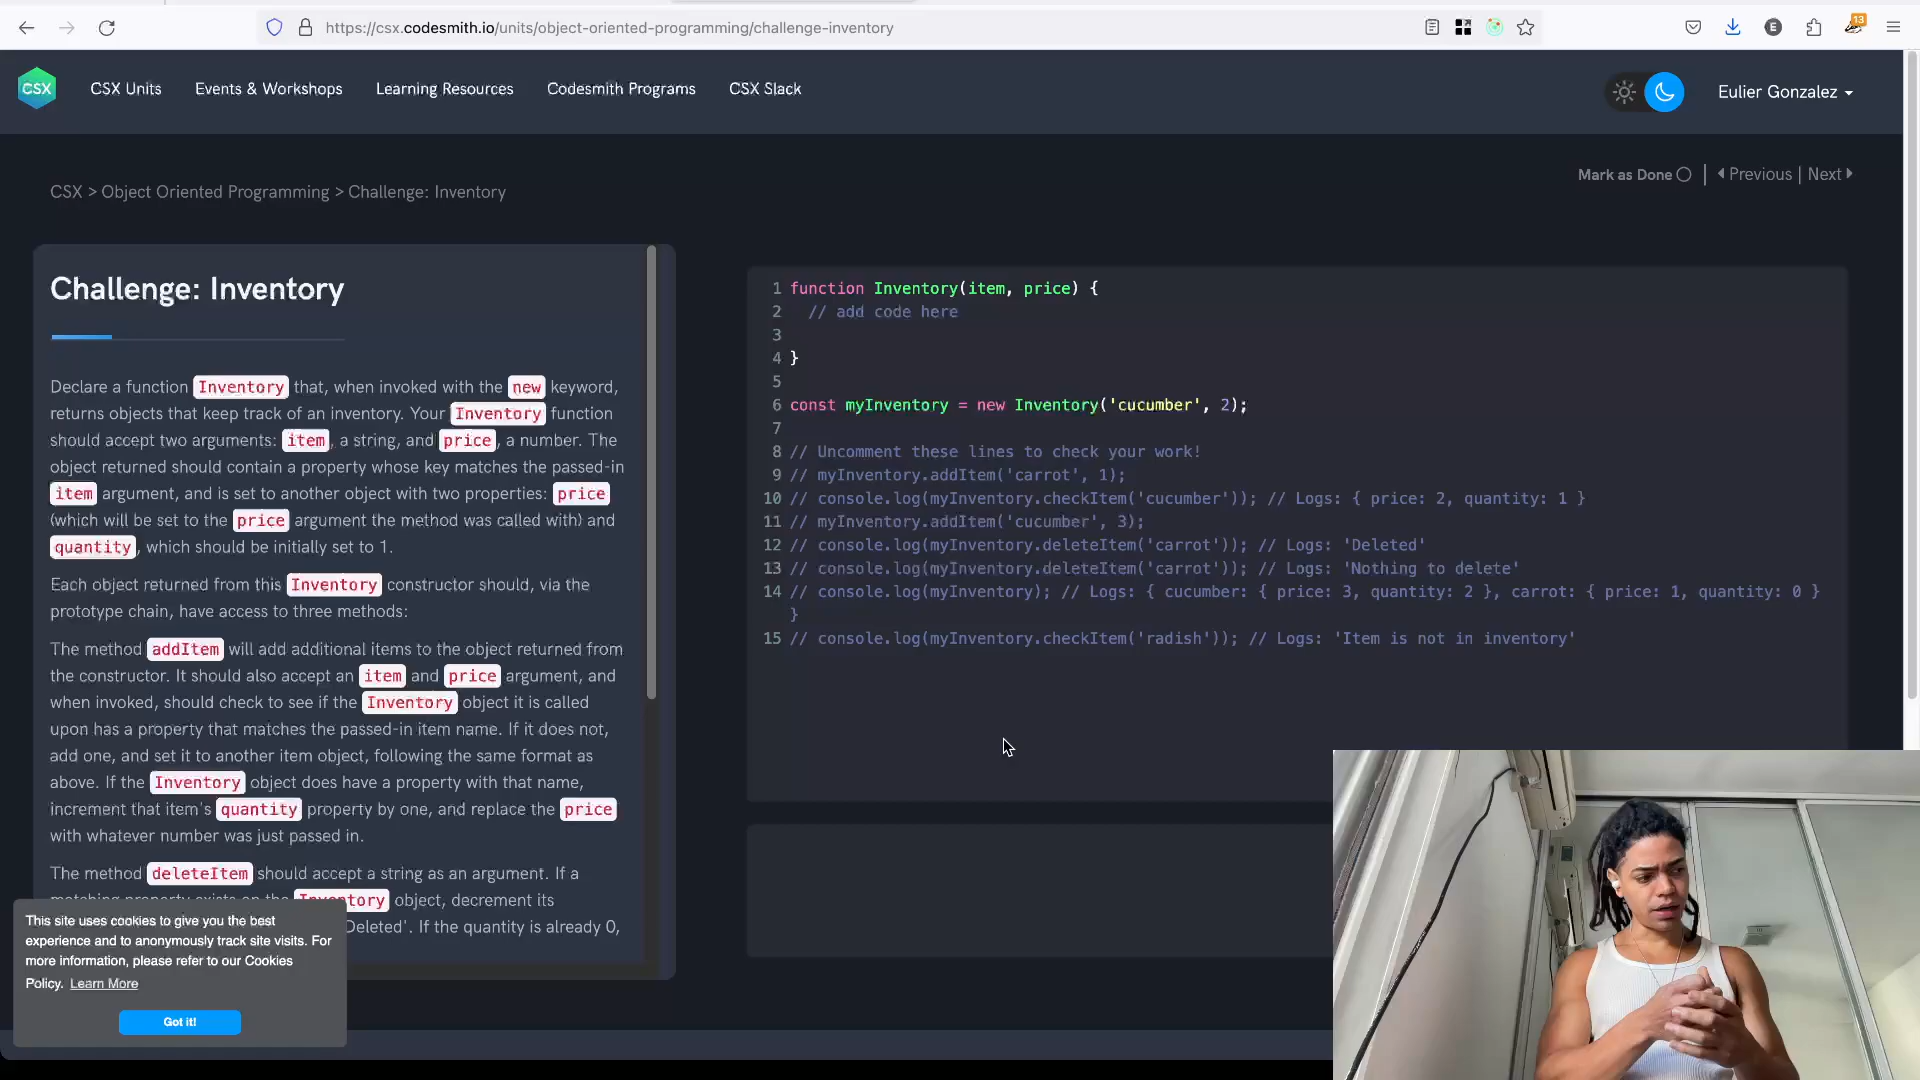 https://csx.codesmith.io/units/object-oriented-programming/challenge-inventory
13
CSX
CSX Units
Events & Workshops
Learning Resources
Codesmith Programs
CSX Slack
Eulier Gonzalez
CSX > Object Oriented Programming > Challenge: Inventory
Mark as Done
Previous | Next
Challenge: Inventory
Declare a function Inventory that, when invoked with the new keyword,
returns objects that keep track of an inventory. Your Inventory function
should accept two arguments: item, a string, and price, a number. The
object returned should contain a property whose key matches the passed-in
item argument, and is set to another object with two properties: price
(which will be set to the price argument the method was called with) and
quantity, which should be initially set to 1.
Each object returned from this Inventory constructor should, via the
prototype chain, have access to three methods:
The method addItem will add additional items to the object returned from
the constructor. It should also accept an item and price argument, and
when invoked, should check to see if the Inventory object it is called
upon has a property that matches the passed-in item name. If it does not,
add one, and set it to another item object, following the same format as
above. If the Inventory object does have a property with that name,
increment that item's quantity property by one, and replace the price
with whatever number was just passed in.
The method deleteItem should accept a string as an argument. If a
object, decrement its
Deleted'. If the quantity is already 0,
This site uses cookies to give you the best
experience and to anonymously track site visits. For
more information, please refer to our Cookies
Policy. Learn More
Got it!
1 function Inventory(item, price) {
2 // add code here
3
4 }
5
6 const myInventory = new Inventory('cucumber', 2);
7
8 // Uncomment these lines to check your work!
9 // myInventory.addItem('carrot', 1);
10 // console.log(myInventory.checkItem('cucumber')); // Logs: { price: 2, quantity: 1 }
11 // myInventory.addItem('cucumber', 3);
12 // console.log(myInventory.deleteItem('carrot')); // Logs: 'Deleted'
13 // console.log(myInventory.deleteItem('carrot')); // Logs: 'Nothing to delete'
14 // console.log(myInventory); // Logs: { cucumber: { price: 3, quantity: 2 }, carrot: { price: 1, quantity: 0 }
}
15 // console.log(myInventory.checkItem('radish')); // Logs: 'Item is not in inventory'